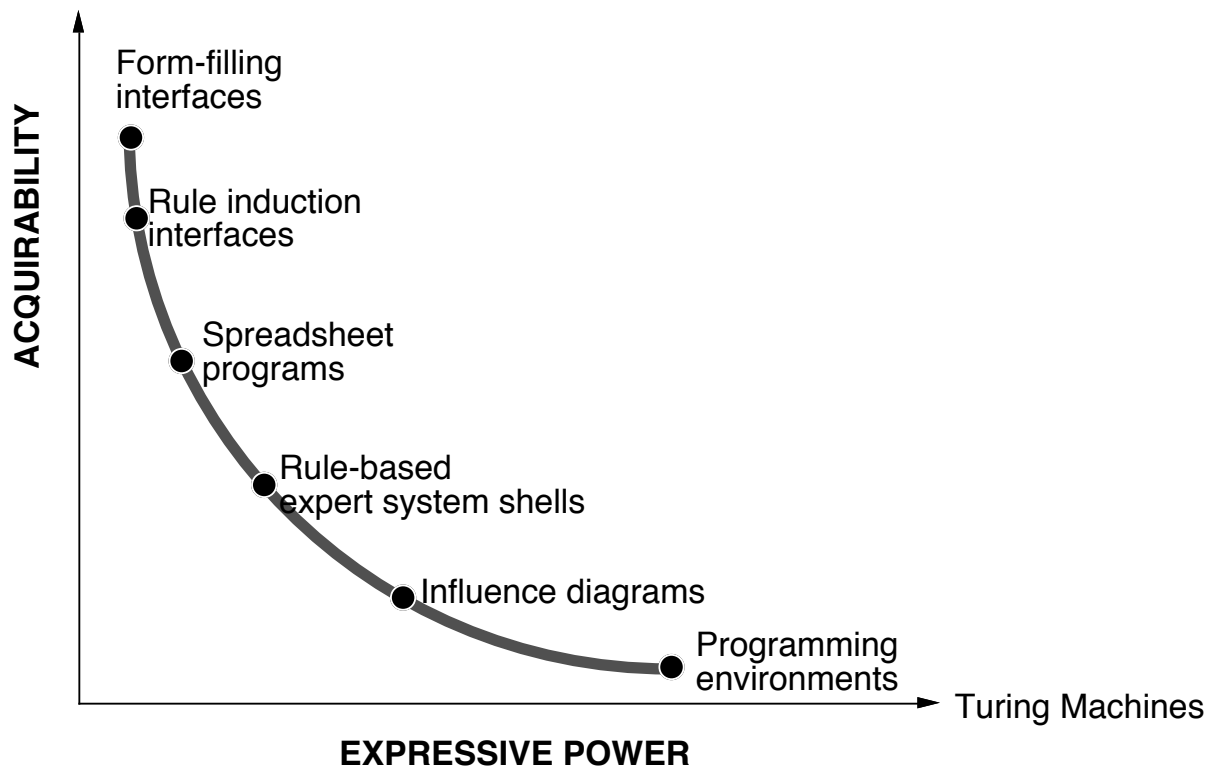 Form-filling
interfaces
ACQUIRABILITY
Rule induction
interfaces
Spreadsheet
programs
Rule-based
expert system shells
Influence diagrams
Programming
environments
Turing Machines
EXPRESSIVE POWER